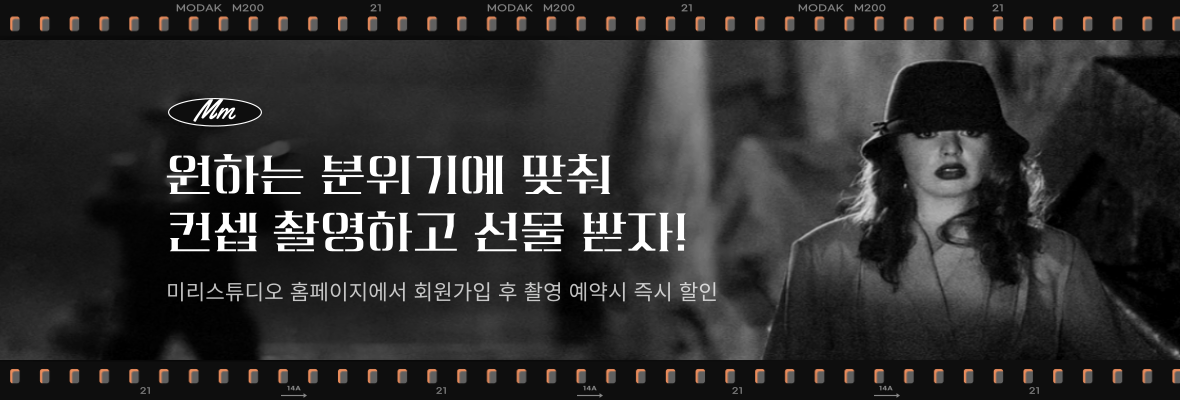 MODAK M200 21 MODAK M200 21 MODAK M200 21
Mm
원하는 분위기에 맞춰
컨셉 촬영하고 선물 받자!
미리스튜디오 홈페이지에서 회원가입 후 촬영 예약시 즉시 할인
21 14A 21 14A 21 14A 21